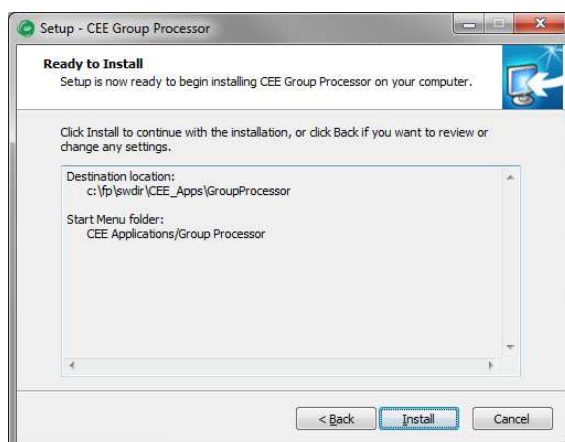 Setup - CEE Group Processor
Ready to Install
Setup is now ready to begin installing CEE Group Processor on your computer.
Click Install to continue with the installation, or click Back if you want to review or
change any settings.
Destination location:
c:\fp\swdir\CEE_Apps\GroupProcessor
Start Menu folder:
CEE Applications/Group Processor
< Back
Install
Cancel